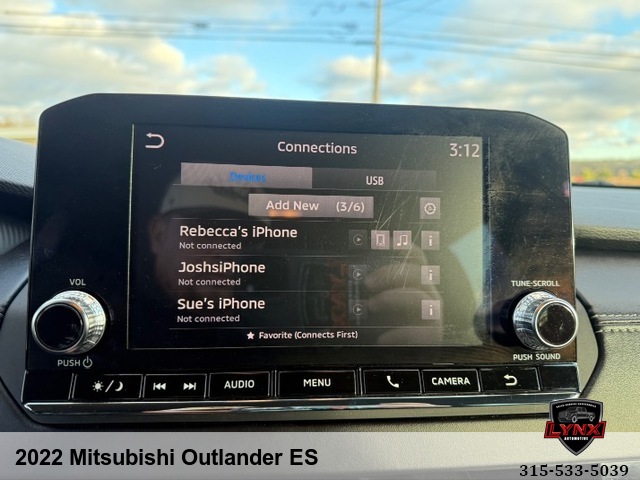 Connections
3:12
Devices
USB
Add New (3/6)
Rebecca's iPhone
Not connected
JoshsiPhone
Not connected
Sue's iPhone
Not connected
Favorite (Connects First)
VOL
PUSH
TUNE·SCROLL
PUSH SOUND
AUDIO
MENU
CAMERA
LYNX
AUTOMOTIVE
2022 Mitsubishi Outlander ES
315-533-5039